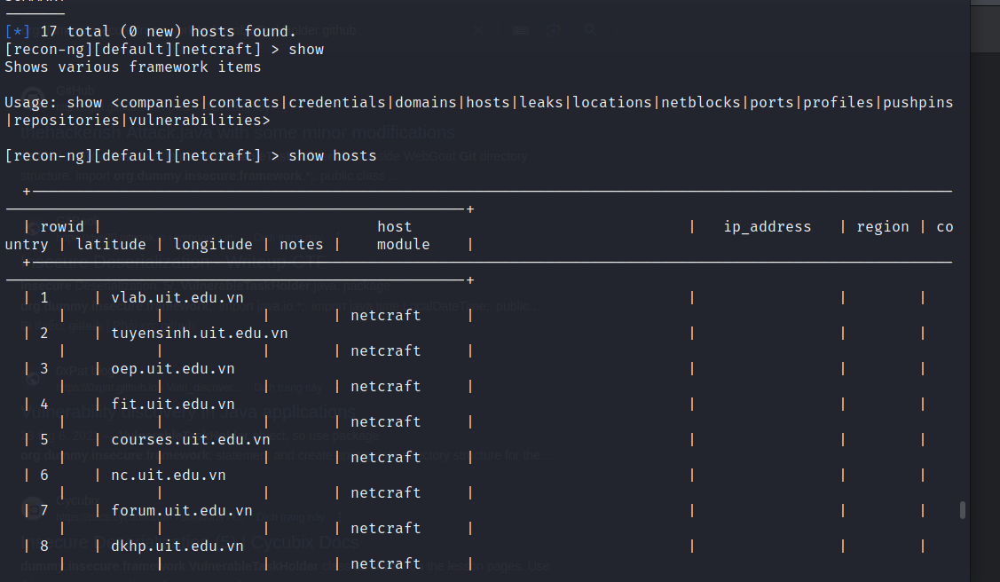 [*] 17 total (0 new) hosts found.
[recon-ng][default][netcraft] > show
Shows various framework items
Usage: show <companies|contacts|credentials|domains|hosts|leaks|locations|netblocks|ports|profiles|pushpins
|repositories|vulnerabilities>
[recon-ng][default][netcraft] > show hosts
| rowid | host | ip_address | region | co
untry | latitude | longitude | notes | module |
| 1 | vlab.uit.edu.vn | | |
| | | | netcraft |
| 2 | tuyensinh.uit.edu.vn | | |
| | | | netcraft |
| 3 | oep.uit.edu.vn | | |
| | | | netcraft |
| 4 | fit.uit.edu.vn | | |
| | | | netcraft |
| 5 | courses.uit.edu.vn | | |
| | | | netcraft |
| 6 | nc.uit.edu.vn | | |
| | | | netcraft |
| 7 | forum.uit.edu.vn | | |
| | | | netcraft |
| 8 | dkhp.uit.edu.vn | | |
| | | | netcraft |